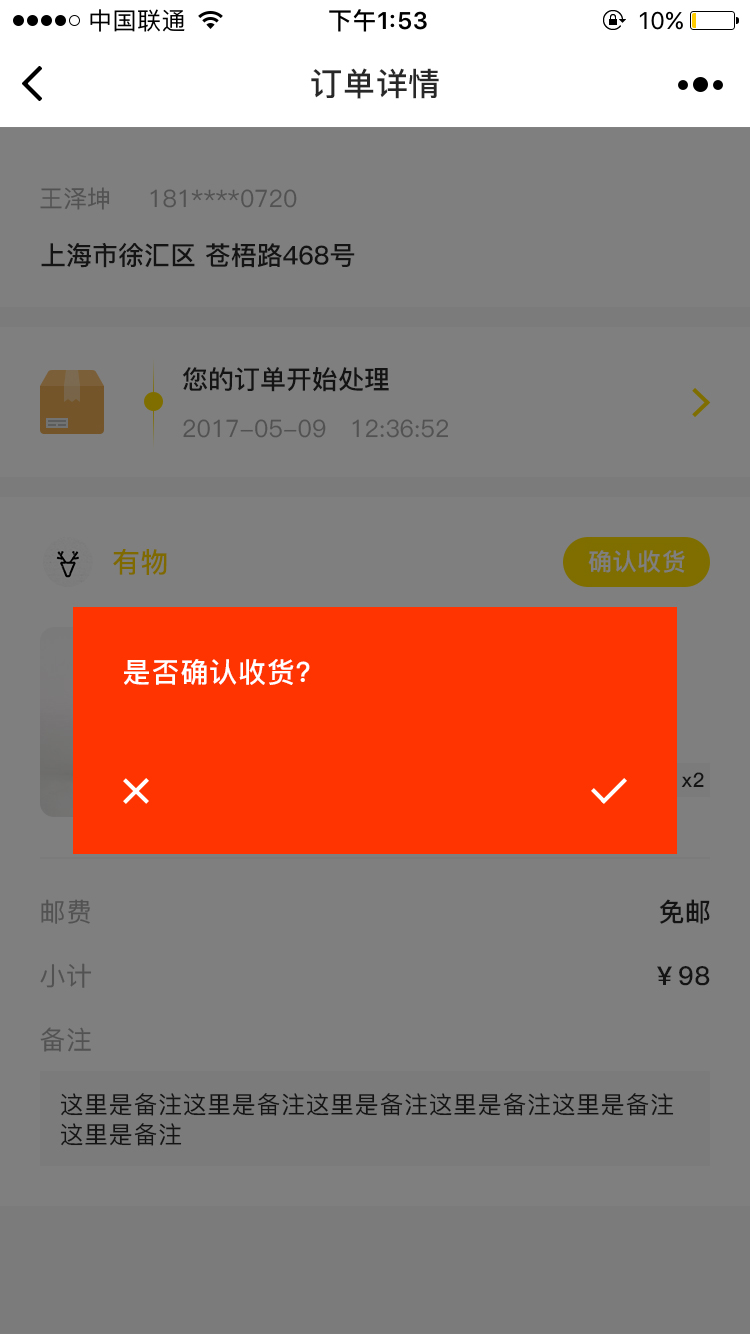 中国联通
下午1:53
10%
订单详情
王泽坤 181****0720
上海市徐汇区 苍梧路468号
您的订单开始处理
2017-05-09 12:36:52
有物
确认收货
是否确认收货?
x2
邮费
免邮
小计
¥98
备注
这里是备注这里是备注这里是备注这里是备注这里是备注
这里是备注